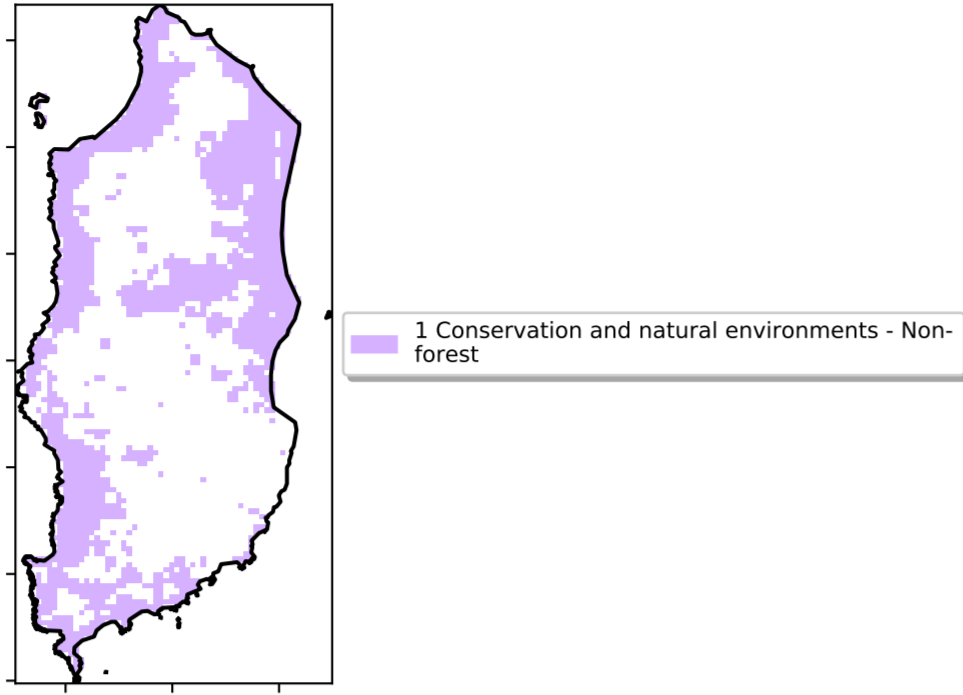 1 Conservation and natural environments - Non-
forest